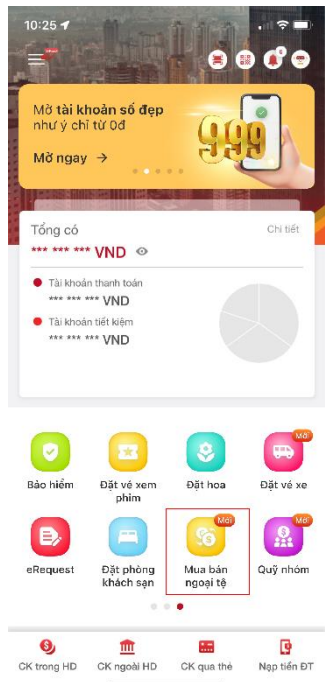 10:25
Mở tài khoản số đẹp
như ý chỉ từ 0đ
Mở ngay →
999
Tổng có
Chi tiết
*** *** *** VND
Tài khoản thanh toán
*** *** *** VND
Tài khoản tiết kiệm
*** *** *** VND
Bảo hiểm
Đặt vé xem
phim
Đặt hoa
Mới
Đặt vé xe
eRequest
Đặt phòng
khách sạn
Mới
Mua bán
ngoại tệ
Mới
Quỹ nhóm
CK trong HD
CK ngoài HD
CK qua thẻ
Nạp tiền ĐT